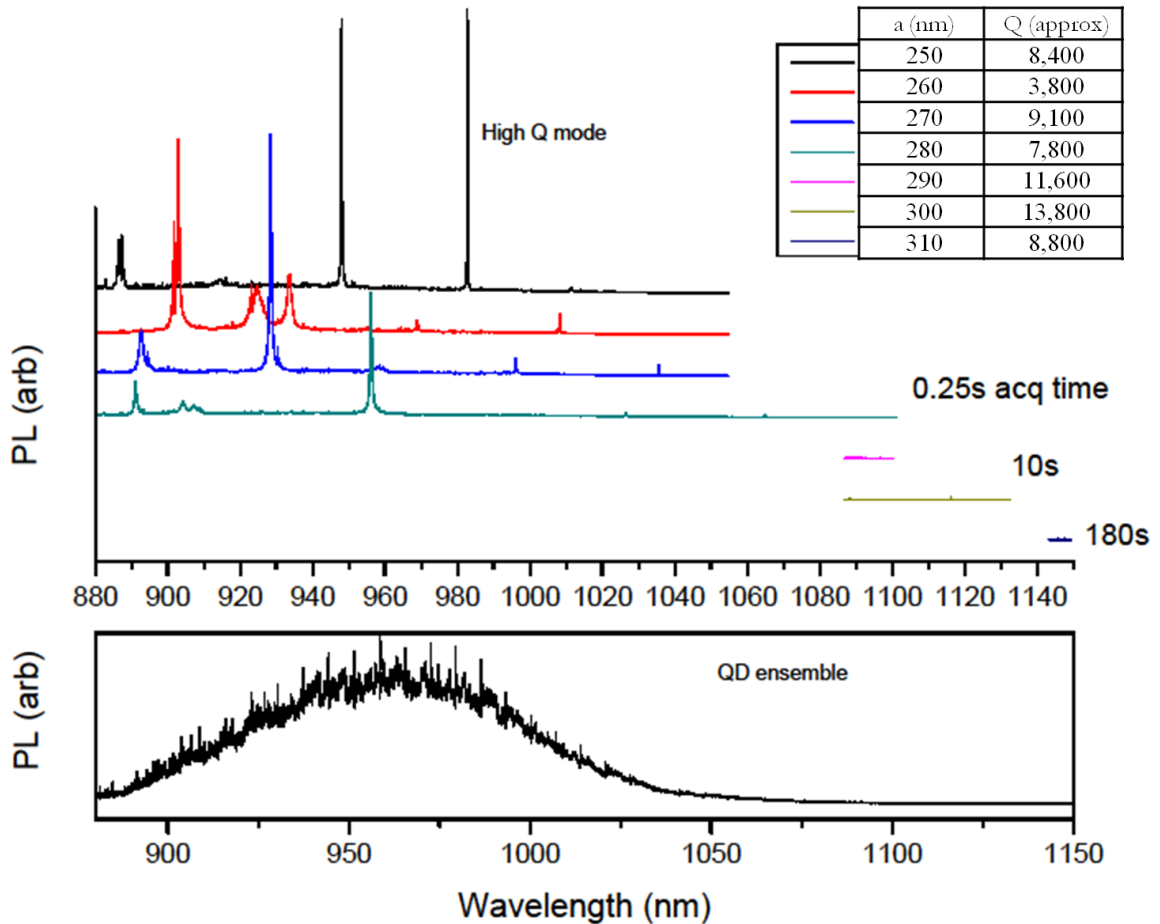 a (nm) Q (approx)
250 8,400
260 3,800
270 9,100
280 7,800
290 11,600
300 13,800
310 8,800
High Q mode
PL (arb)
0.25s acq time
10s
180s
880 900 920 940 960 980 1000 1020 1040 1060 1080 1100 1120 1140
PL (arb)
QD ensemble
900 950 1000 1050 1100 1150
Wavelength (nm)